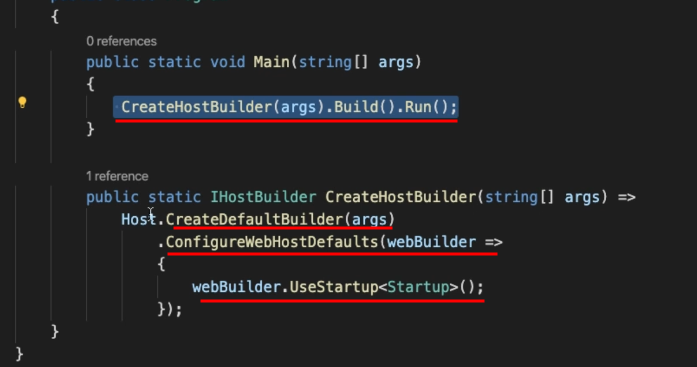 {
0 references
public static void Main(string[] args)
{
CreateHostBuilder(args).Build().Run();
}
1 reference
public static IHostBuilder CreateHostBuilder(string[] args) =>
Host.CreateDefaultBuilder(args)
.ConfigureWebHostDefaults(webBuilder =>
{
webBuilder.UseStartup<Startup>();
});
}
}